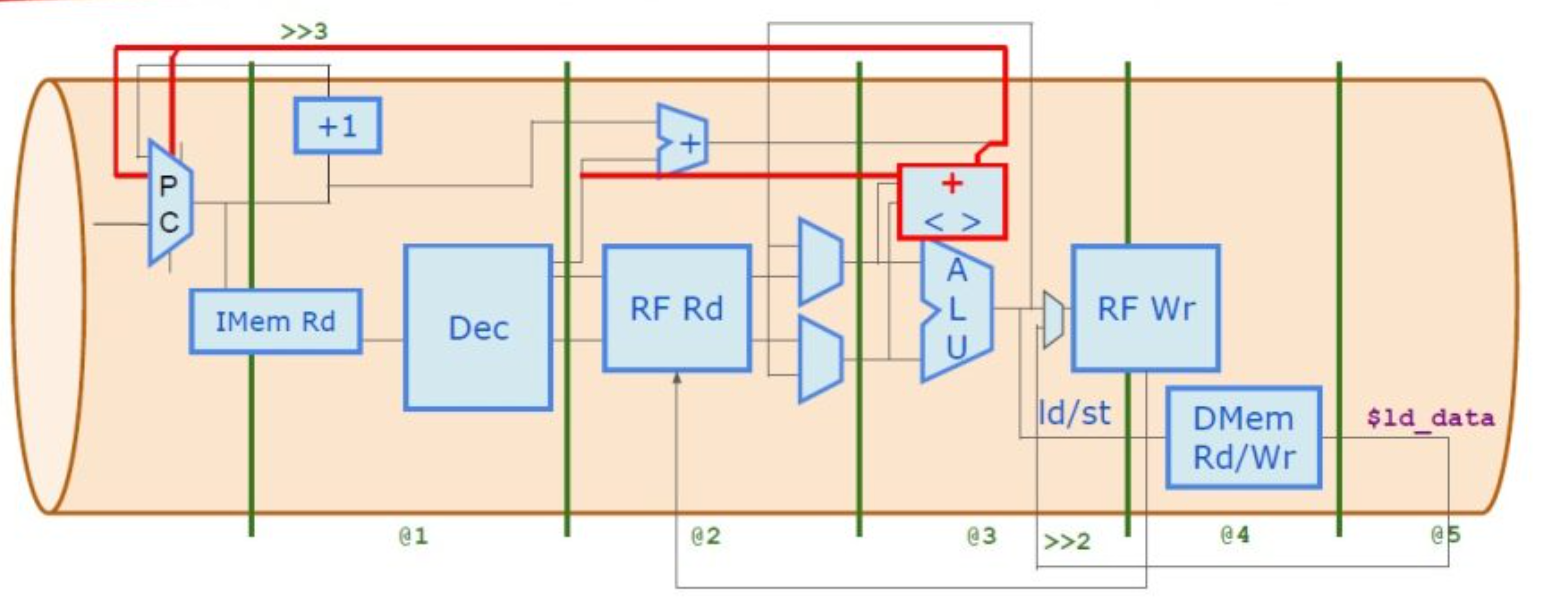 >>3
+1
+
P
C
+
< >
IMem Rd
Dec
RF Rd
A
L
U
RF Wr
ld/st
DMem
Rd/Wr
$ld_data
@1
@2
@3
>>2
@4
@5